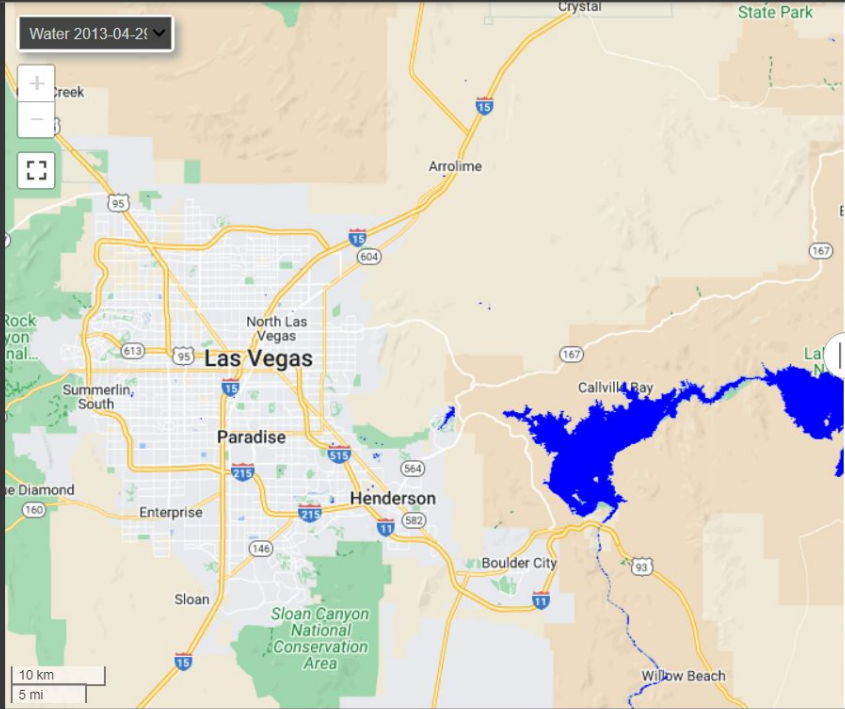 Crystal
State Park
Water 2013-04-29
+
Creek
−
15
Arrolime
95
15
604
167
North Las
Vegas
Rock
yon
nal...
613
95
Las Vegas
167
15
Summerlin
South
Callville Bay
Paradise
515
564
215
ne Diamond
160
Henderson
Enterprise
215
582
11
146
Boulder City
93
11
Sloan
Sloan Canyon
National
Conservation
Area
15
Willow Beach
10 km
5 mi